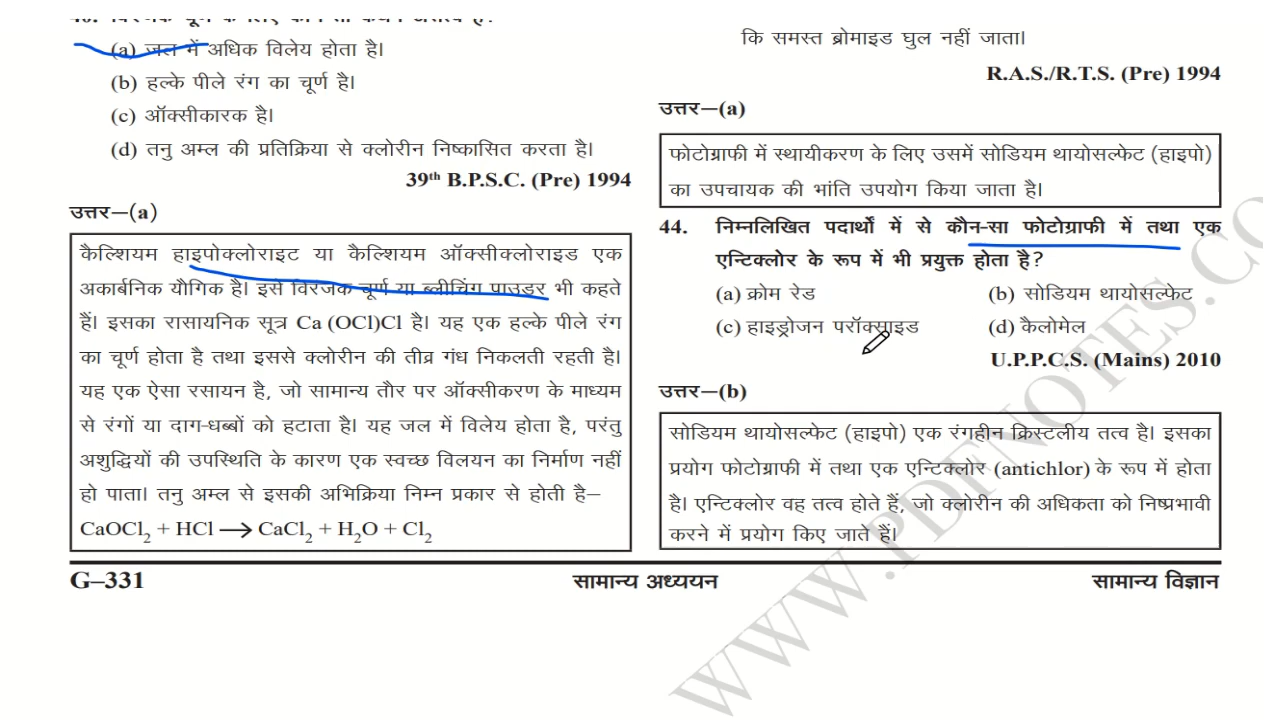 (a) जल में अधिक विलेय होता है।
(b) हल्के पीले रंग का चूर्ण है।
(c) ऑक्सीकारक है।
(d) तनु अम्ल की प्रतिक्रिया से क्लोरीन निष्कासित करता है।
39th B.P.S.C. (Pre) 1994
उत्तर—(a)
कैल्शियम हाइपोक्लोराइट या कैल्शियम ऑक्सीक्लोराइड एक
अकार्बनिक यौगिक है। इसे विरंजक चूर्ण या ब्लीचिंग पाउडर भी कहते
हैं। इसका रासायनिक सूत्र Ca (OCl)Cl है। यह एक हल्के पीले रंग
का चूर्ण होता है तथा इससे क्लोरीन की तीव्र गंध निकलती रहती है।
यह एक ऐसा रसायन है, जो सामान्य तौर पर ऑक्सीकरण के माध्यम
से रंगों या दाग-धब्बों को हटाता है। यह जल में विलेय होता है, परंतु
अशुद्धियों की उपस्थिति के कारण एक स्वच्छ विलयन का निर्माण नहीं
हो पाता। तनु अम्ल से इसकी अभिक्रिया निम्न प्रकार से होती है—
CaOCl₂ + HCl ⟶ CaCl₂ + H₂O + Cl₂
कि समस्त ब्रोमाइड घुल नहीं जाता।
R.A.S./R.T.S. (Pre) 1994
उत्तर—(a)
फोटोग्राफी में स्थायीकरण के लिए उसमें सोडियम थायोसल्फेट (हाइपो)
का उपचायक की भांति उपयोग किया जाता है।
44. निम्नलिखित पदार्थों में से कौन-सा फोटोग्राफी में तथा एक
एन्टिक्लोर के रूप में भी प्रयुक्त होता है?
(a) क्रोम रेड (b) सोडियम थायोसल्फेट
(c) हाइड्रोजन परॉक्साइड (d) कैलोमेल
U.P.P.C.S. (Mains) 2010
उत्तर—(b)
सोडियम थायोसल्फेट (हाइपो) एक रंगहीन क्रिस्टलीय तत्व है। इसका
प्रयोग फोटोग्राफी में तथा एक एन्टिक्लोर (antichlor) के रूप में होता
है। एन्टिक्लोर वह तत्व होते हैं, जो क्लोरीन की अधिकता को निष्प्रभावी
करने में प्रयोग किए जाते हैं।
G–331 सामान्य अध्ययन सामान्य विज्ञान
WWW.PDFNOTES.CO